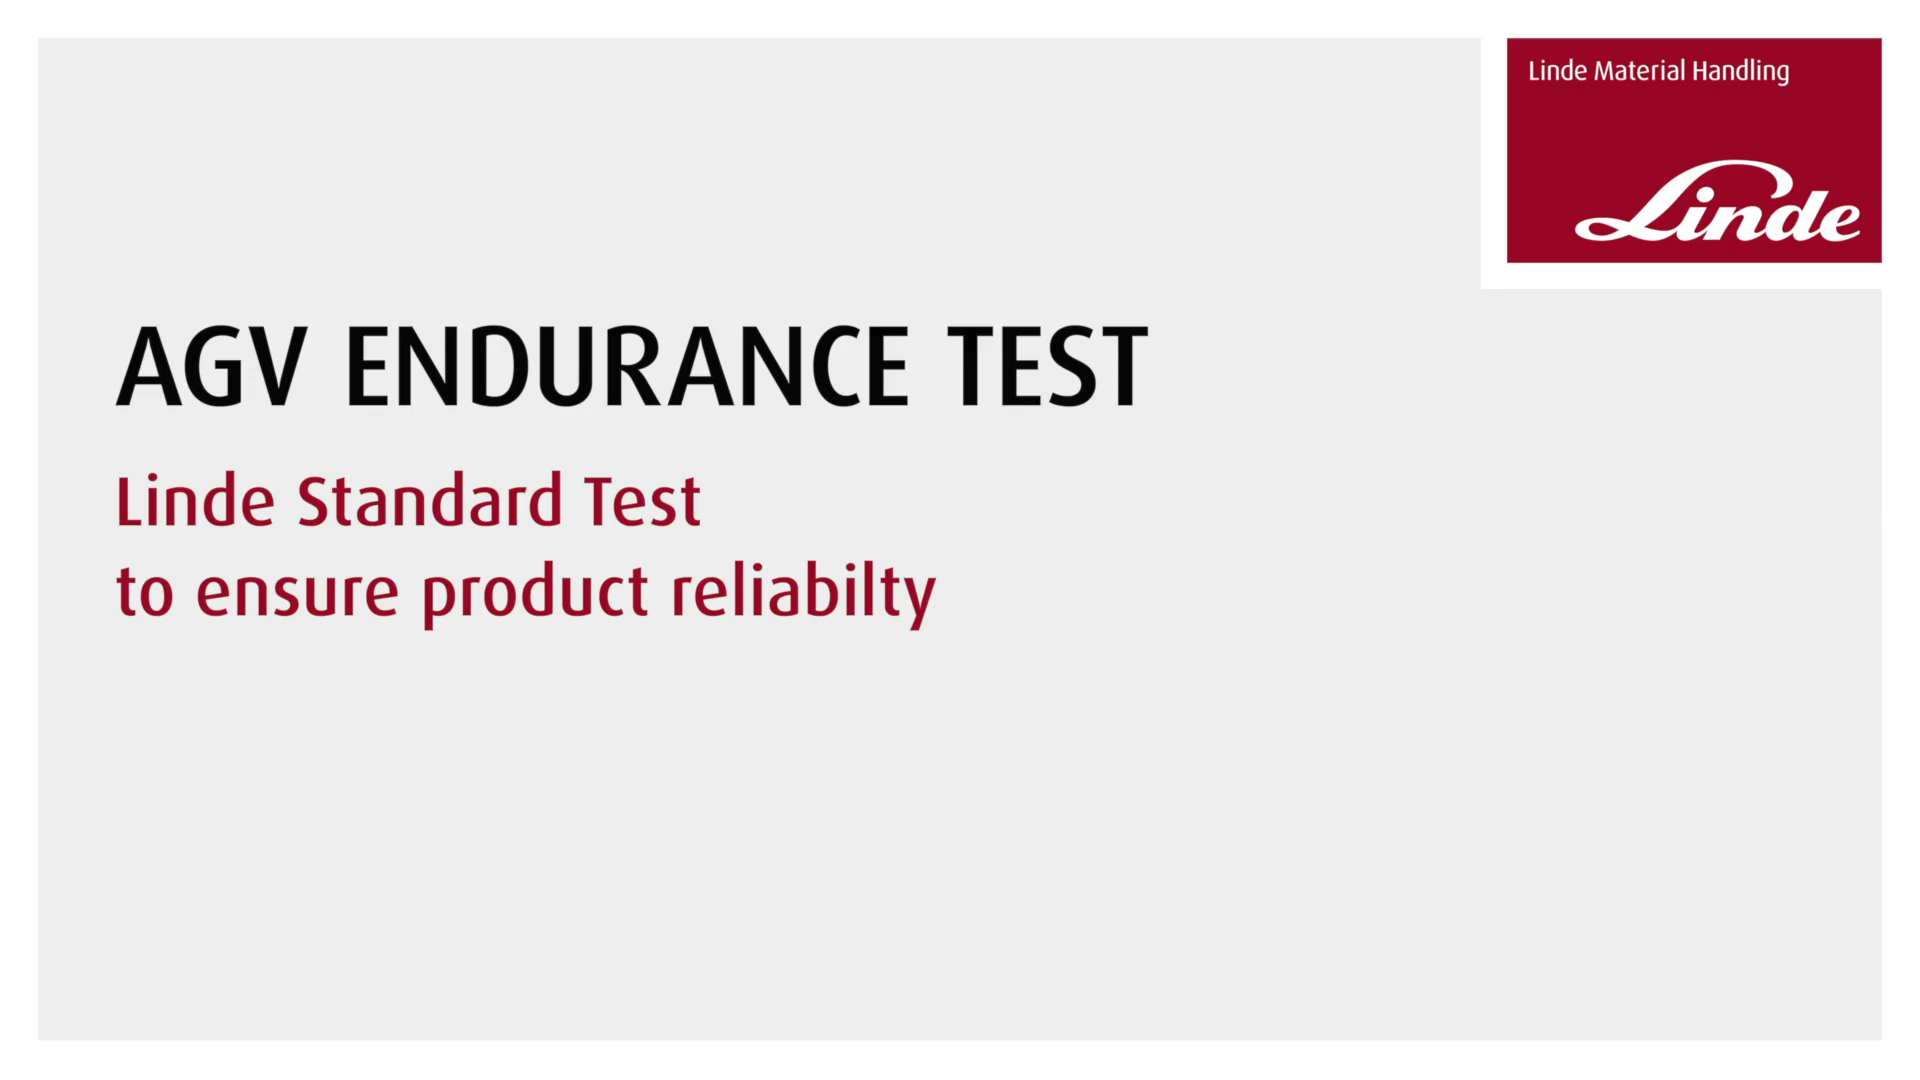 Linde Material Handling
Linde
AGV ENDURANCE TEST
Linde Standard Test
to ensure product reliabilty